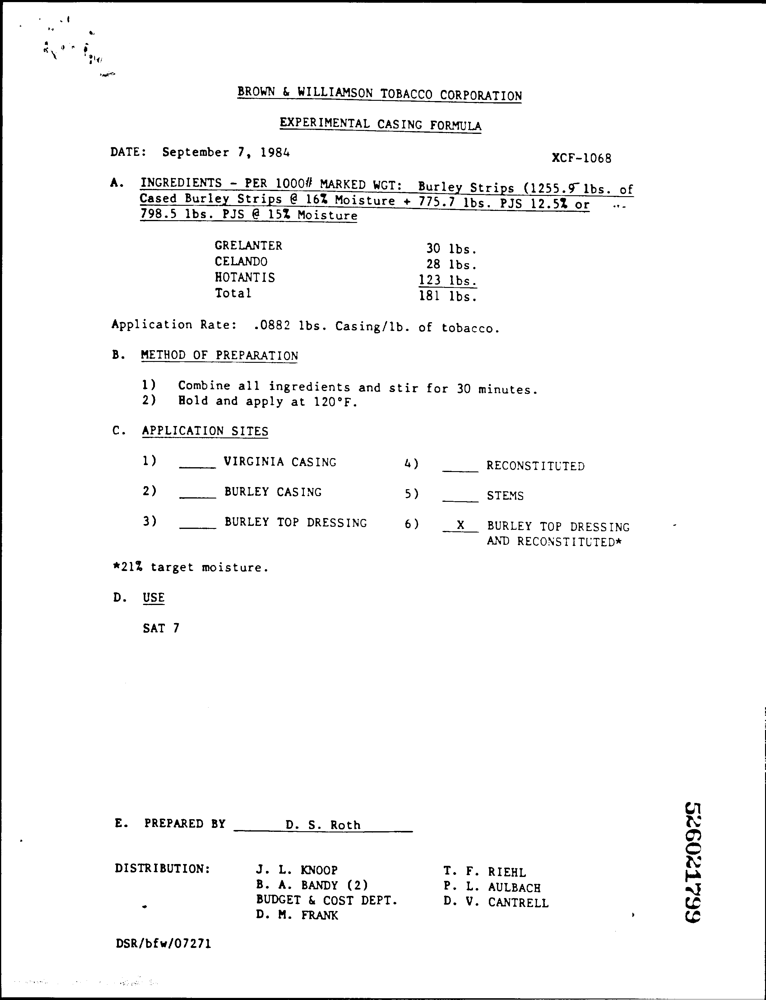 BROWN & WILLIAMSON TOBACCO CORPORATION
EXPERIMENTAL CASING FORMULA
DATE: September 7, 1984
XCF-1068
A. INGREDIENTS - PER 1000# MARKED WGT: Burley Strips (1255.9 lbs. of
Cased Burley Strips @ 16% Moisture + 775.7 lbs. PJS 12.5% or
798.5 lbs. PJS @ 15% Moisture
GRELANTER 30 lbs.
CELANDO 28 lbs.
HOTANTIS 123 lbs.
Total 181 lbs.
Application Rate: .0882 lbs. Casing/lb. of tobacco.
B. METHOD OF PREPARATION
1) Combine all ingredients and stir for 30 minutes.
2) Hold and apply at 120°F.
C. APPLICATION SITES
1) _____ VIRGINIA CASING 4) _____ RECONSTITUTED
2) _____ BURLEY CASING 5) _____ STEMS
3) _____ BURLEY TOP DRESSING 6) __X__ BURLEY TOP DRESSING
AND RECONSTITUTED*
*21% target moisture.
D. USE
SAT 7
E. PREPARED BY D. S. Roth
DISTRIBUTION: J. L. KNOOP T. F. RIEHL
B. A. BANDY (2) P. L. AULBACH
BUDGET & COST DEPT. D. V. CANTRELL
D. M. FRANK
DSR/bfw/07271
526021799